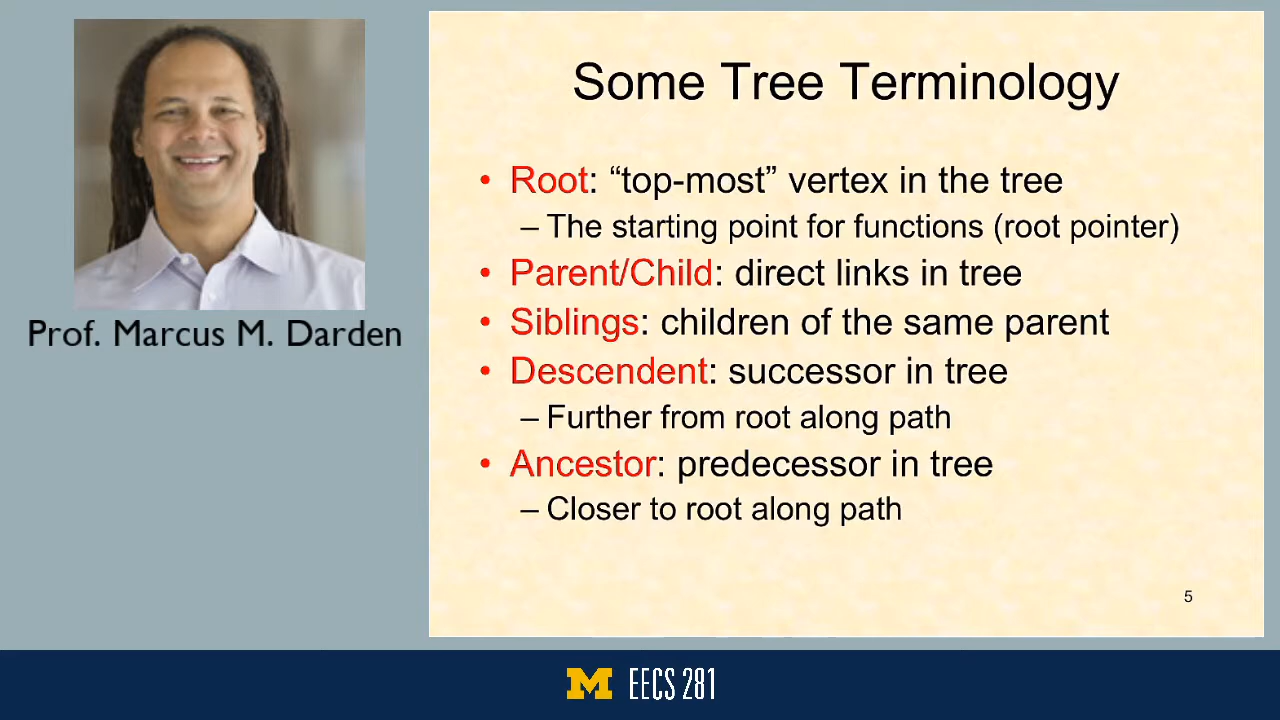 Prof. Marcus M. Darden
Some Tree Terminology
• Root: “top-most” vertex in the tree
– The starting point for functions (root pointer)
• Parent/Child: direct links in tree
• Siblings: children of the same parent
• Descendent: successor in tree
– Further from root along path
• Ancestor: predecessor in tree
– Closer to root along path
5
M EECS 281